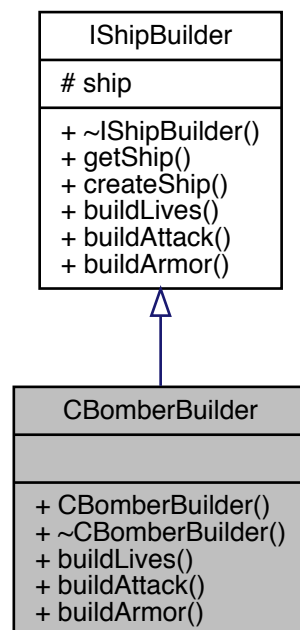 IShipBuilder
# ship
+ ~IShipBuilder()
+ getShip()
+ createShip()
+ buildLives()
+ buildAttack()
+ buildArmor()
CBomberBuilder
+ CBomberBuilder()
+ ~CBomberBuilder()
+ buildLives()
+ buildAttack()
+ buildArmor()